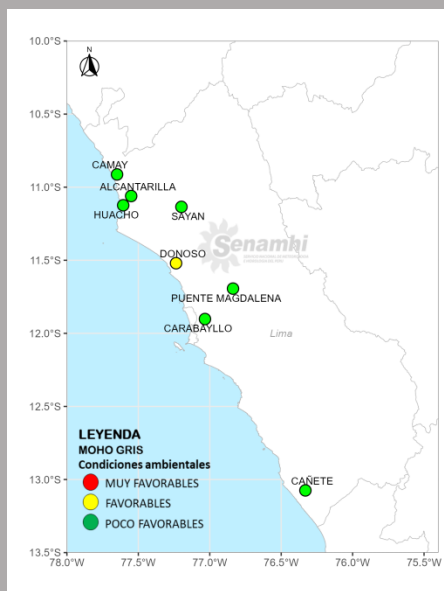 10.0°S
N
10.5°S
CAMAY
11.0°S
ALCANTARILLA
HUACHO
SAYAN
Senamhi
DONOSO
11.5°S
PUENTE MAGDALENA
12.0°S
CARABAYLLO
Lima
12.5°S
LEYENDA
MOHO GRIS
Condiciones ambientales
MUY FAVORABLES
FAVORABLES
POCO FAVORABLES
CAÑETE
13.0°S
13.5°S
78.0°W 77.5°W 77.0°W 76.5°W 76.0°W 75.5°W